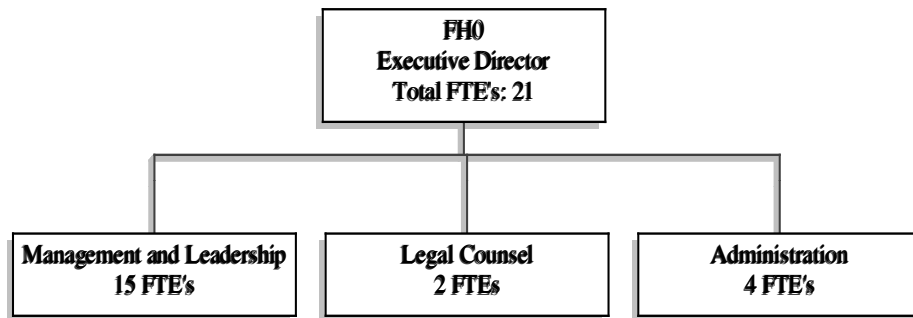 FH0
Executive Director
Total FTE's: 21
Management and Leadership
15 FTE's
Legal Counsel
2 FTEs
Administration
4 FTE's